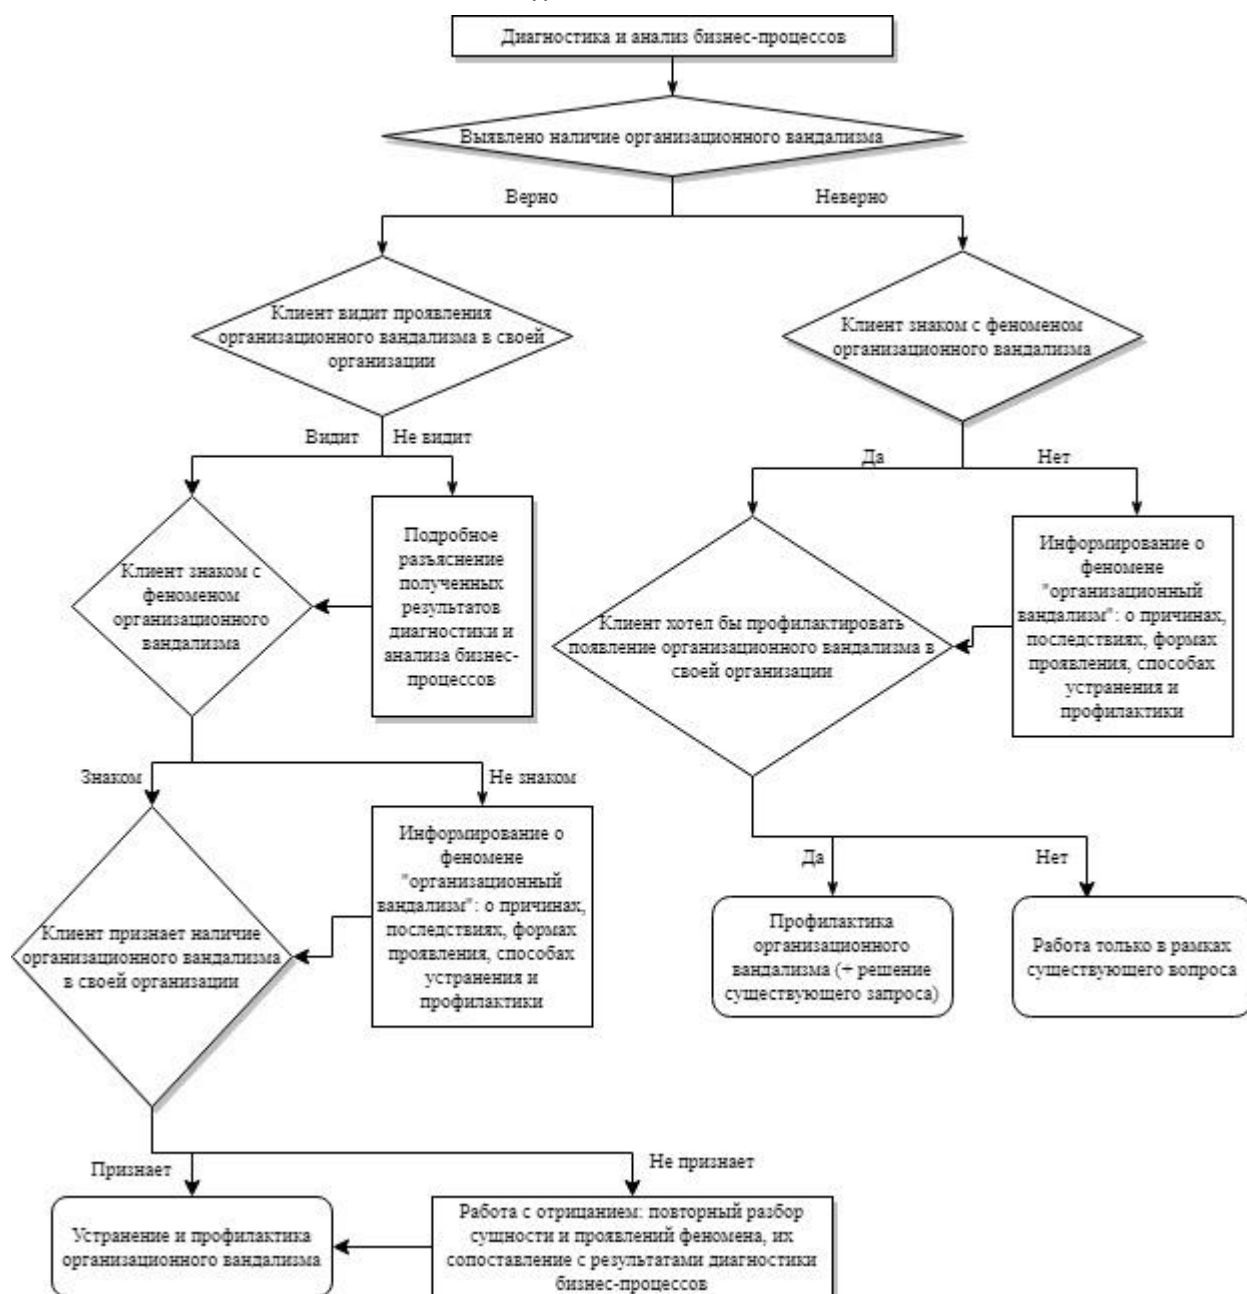 Диагностика и анализ бизнес-процессов
Выявлено наличие организационного вандализма
Верно
Неверно
Клиент видит проявления
организационного вандализма в своей
организации
Клиент знаком с феноменом
организационного вандализма
Видит
Не видит
Да
Нет
Клиент знаком с
феноменом
организационного
вандализма
Подробное
разъяснение
полученных
результатов
диагностики и
анализа бизнес-
процессов
Клиент хотел бы профилактировать
появление организационного вандализма в
своей организации
Информирование о
феномене
"организационный
вандализм": о причинах,
последствиях, формах
проявления, способах
устранения и
профилактики
Знаком
Не знаком
Клиент признает наличие
организационного вандализма
в своей организации
Информирование о
феномене
"организационный
вандализм": о причинах,
последствиях, формах
проявления, способах
устранения и
профилактики
Да
Нет
Профилактика
организационного
вандализма (+ решение
существующего запроса)
Работа только в рамках
существующего вопроса
Признает
Не признает
Устранение и профилактика
организационного вандализма
Работа с отрицанием: повторный разбор
сущности и проявлений феномена, их
сопоставление с результатами диагностики
бизнес-процессов